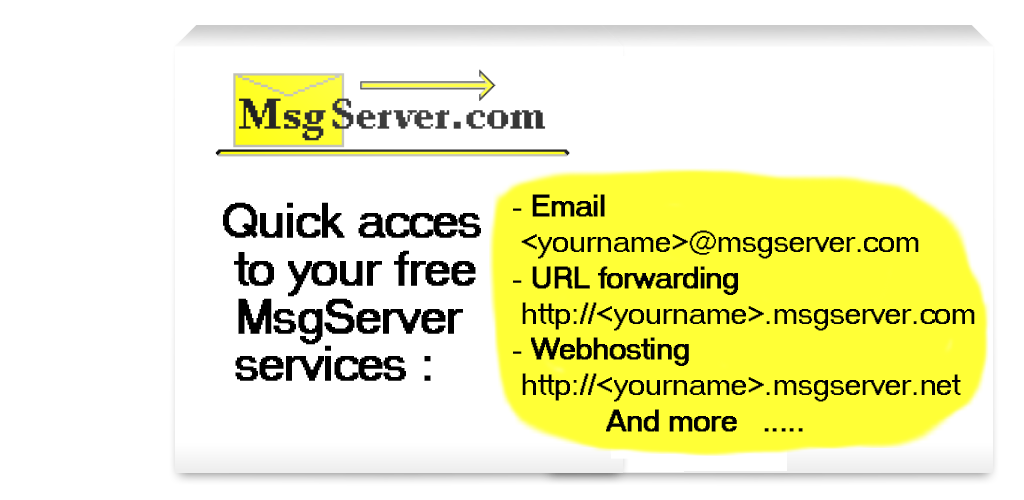 MsgServer.com
Quick acces
to your free
MsgServer
services :
- Email
<yourname>@msgserver.com
- URL forwarding
http://<yourname>.msgserver.com
- Webhosting
http://<yourname>.msgserver.net
And more .....